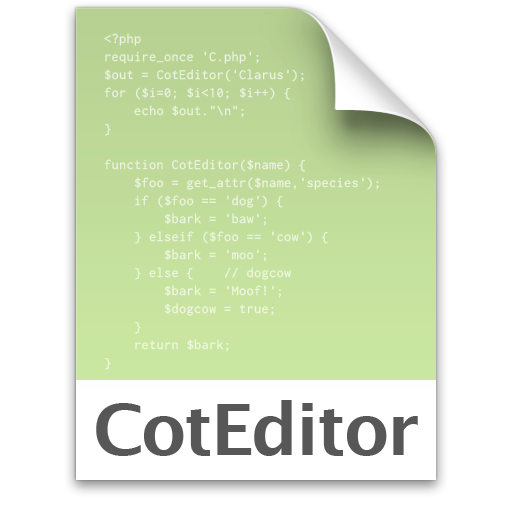 <?php
require_once 'C.php';
$out = CotEditor('Clarus');
for ($i=0; $i<10; $i++) {
    echo $out."\n";
}

function CotEditor($name) {
    $foo = get_attr($name,'species');
    if ($foo == 'dog') {
        $bark = 'baw';
    } elseif ($foo == 'cow') {
        $bark = 'moo';
    } else {    // dogcow
        $bark = 'Moof!';
        $dogcow = true;
    }
    return $bark;
}
CotEditor